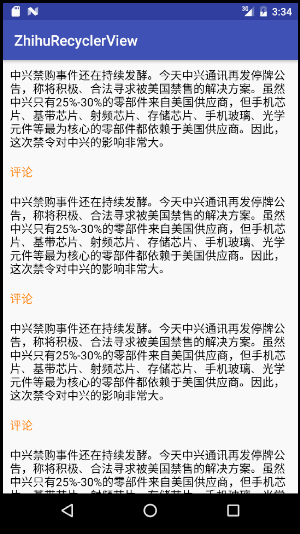 3G 3:34
ZhihuRecyclerView
中兴禁购事件还在持续发酵。今天中兴通讯再发停牌公
告，称将积极、合法寻求被美国禁售的解决方案。虽然
中兴只有25%-30%的零部件来自美国供应商，但手机芯
片、基带芯片、射频芯片、存储芯片、手机玻璃、光学
元件等最为核心的零部件都依赖于美国供应商。因此，
这次禁令对中兴的影响非常大。
评论
中兴禁购事件还在持续发酵。今天中兴通讯再发停牌公
告，称将积极、合法寻求被美国禁售的解决方案。虽然
中兴只有25%-30%的零部件来自美国供应商，但手机芯
片、基带芯片、射频芯片、存储芯片、手机玻璃、光学
元件等最为核心的零部件都依赖于美国供应商。因此，
这次禁令对中兴的影响非常大。
评论
中兴禁购事件还在持续发酵。今天中兴通讯再发停牌公
告，称将积极、合法寻求被美国禁售的解决方案。虽然
中兴只有25%-30%的零部件来自美国供应商，但手机芯
片、基带芯片、射频芯片、存储芯片、手机玻璃、光学
元件等最为核心的零部件都依赖于美国供应商。因此，
这次禁令对中兴的影响非常大。
评论
中兴禁购事件还在持续发酵。今天中兴通讯再发停牌公
告，称将积极、合法寻求被美国禁售的解决方案。虽然
中兴只有25%-30%的零部件来自美国供应商，但手机芯
片、基带芯片、射频芯片、存储芯片、手机玻璃、光学